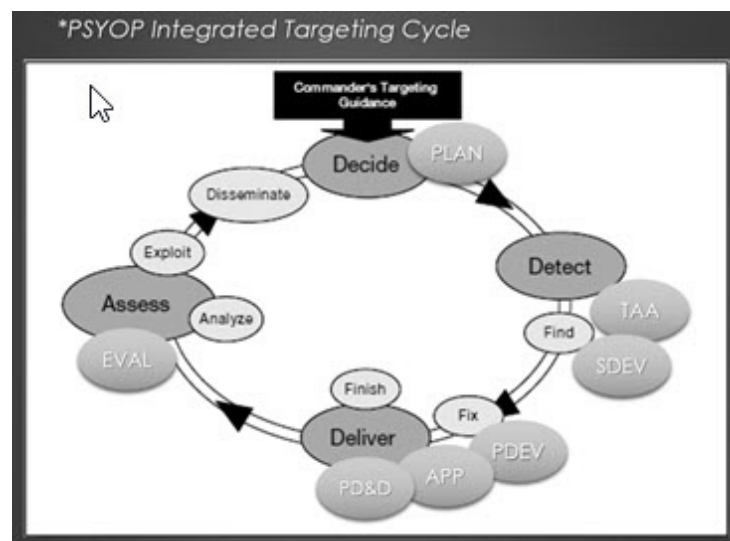 *PSYOP Integrated Targeting Cycle
Commander's Targeting
Guidance
Decide
PLAN
Disseminate
Exploit
Detect
Assess
TAA
Analyze
Find
EVAL
SDEV
Finish
Fix
Deliver
PDEV
APP
PD&D